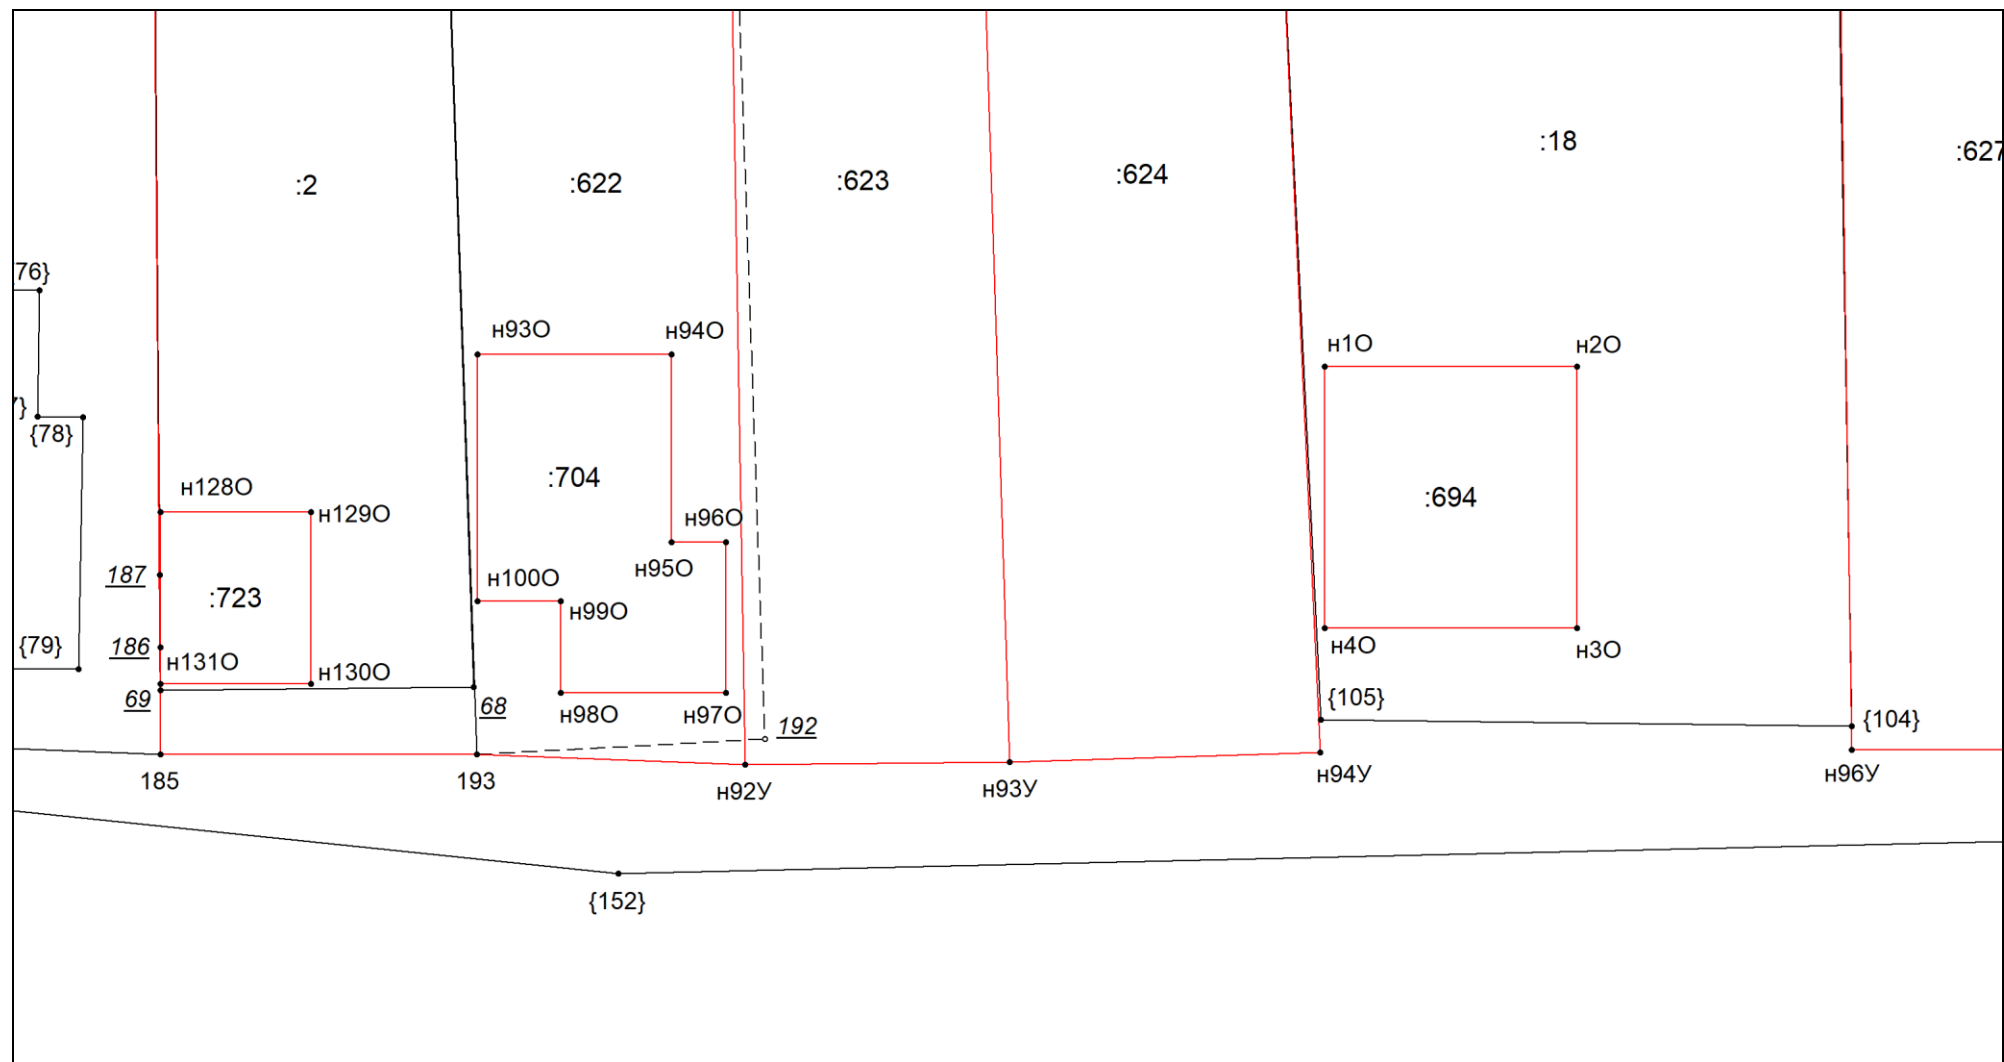 :18
:627
:624
:623
:622
:2
76}
н93О
н94О
н1О
н2О
7}
{78}
:704
:694
н128О
н129О
н96О
н95О
187
н100О
:723
н99О
{79}
186
н131О
н130О
н4О
н3О
69
68
н98О
н97О
192
{105}
{104}
185
193
н92У
н93У
н94У
н96У
{152}